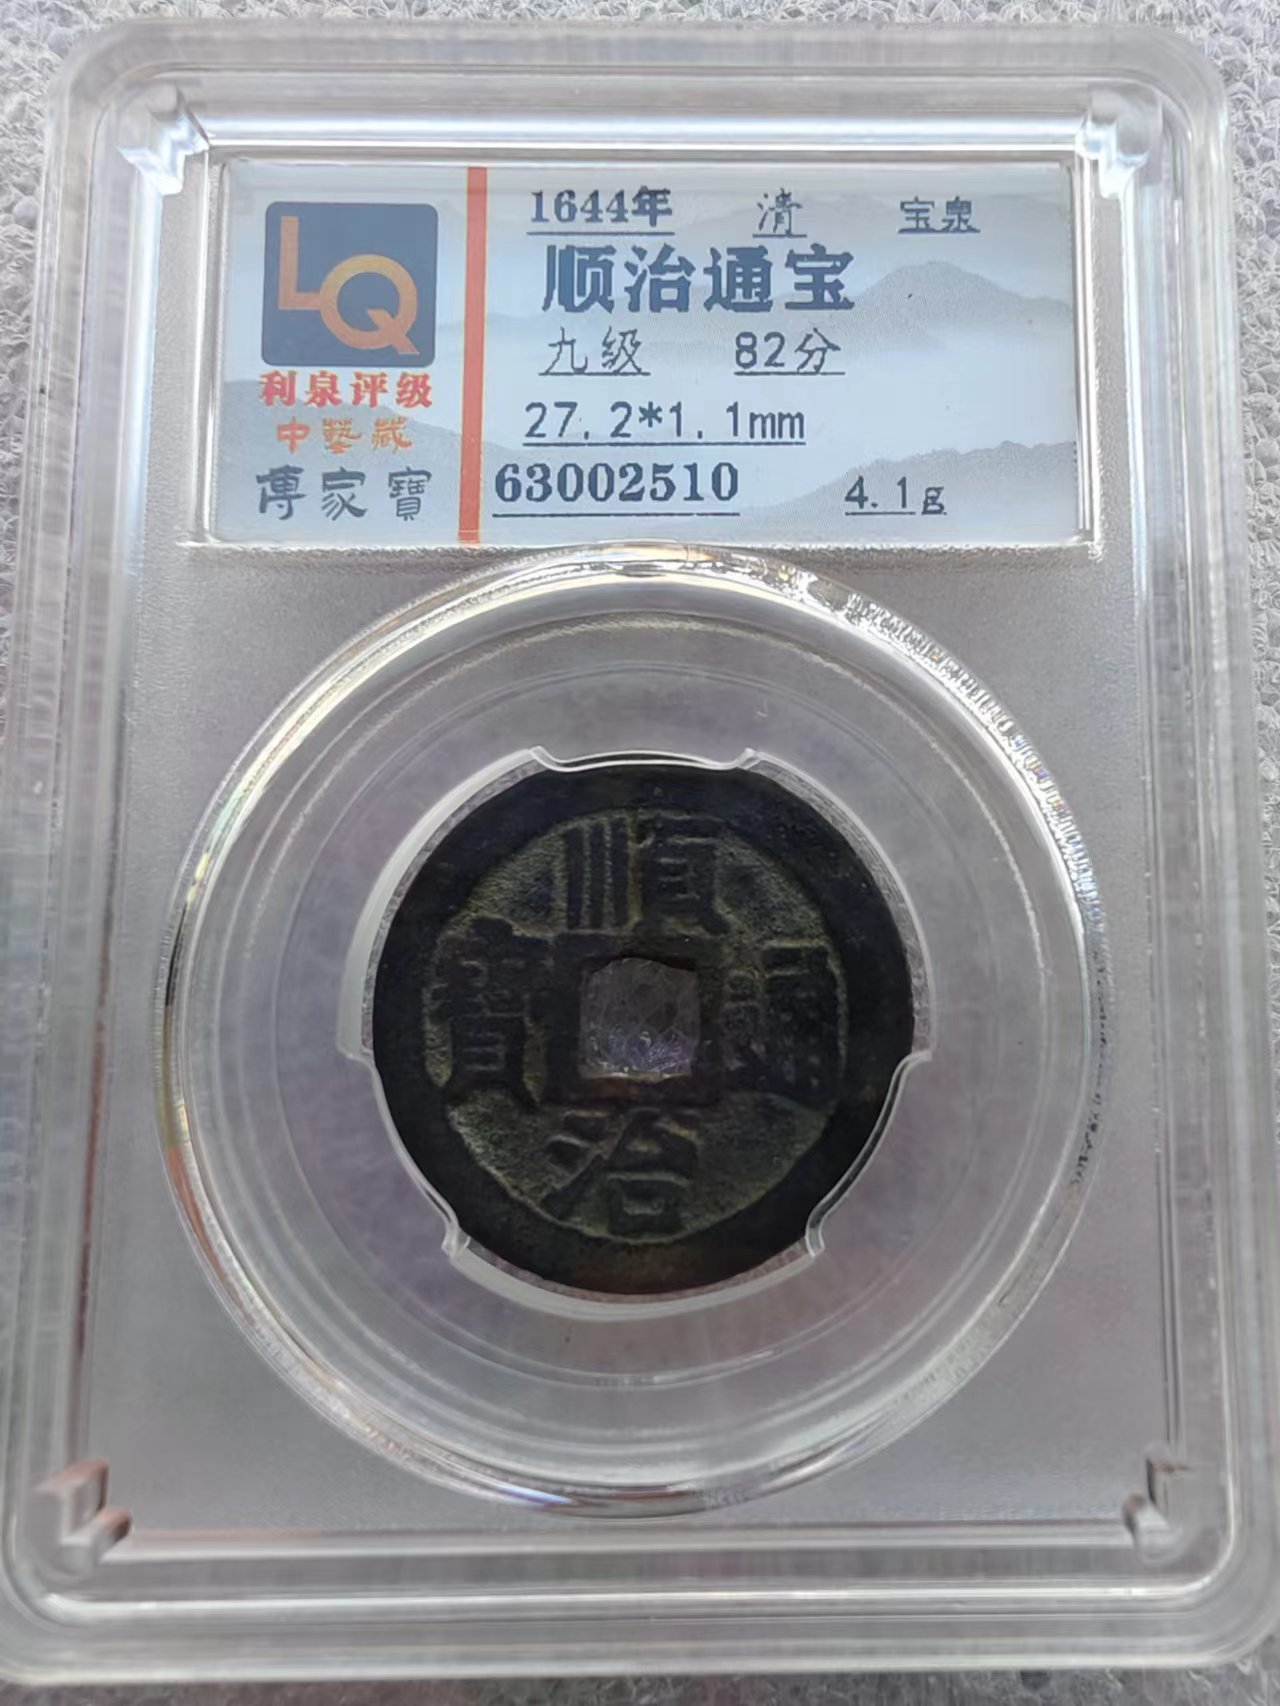 LQ
利泉评级
中藝藏
傳家寶
1644年 清 宝泉
顺治通宝
九级 82分
27.2*1.1mm
63002510 4.1g
順治通寶